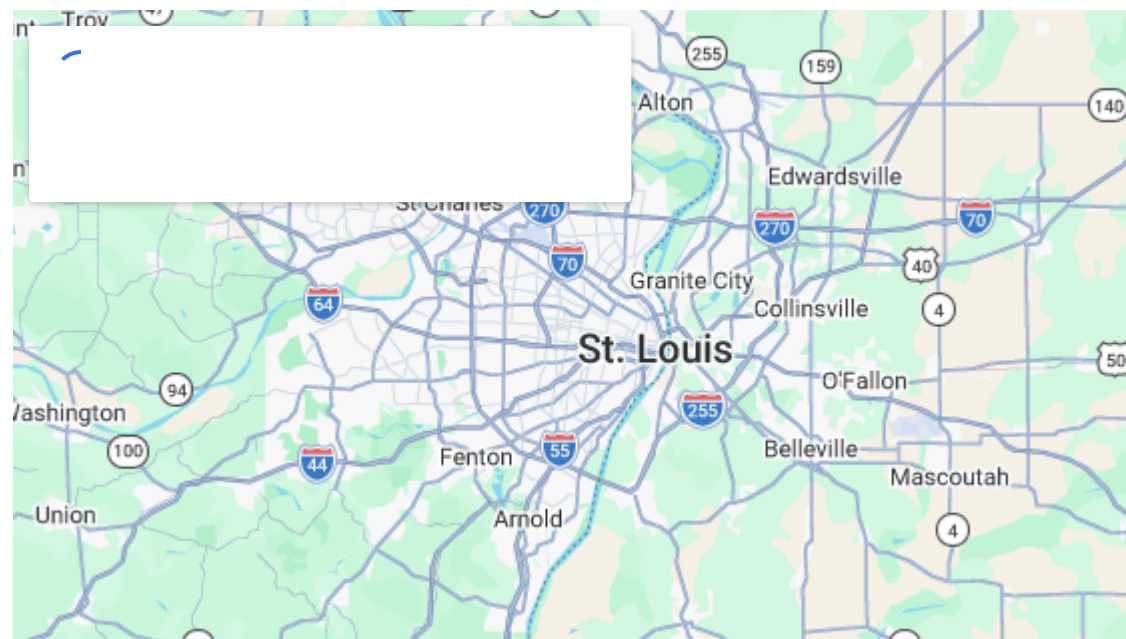 Troy
47
255
159
Alton
140
Edwardsville
St Charles
270
270
70
70
40
Granite City
64
Collinsville
4
St. Louis
50
O'Fallon
94
255
Washington
100
55
Belleville
Fenton
44
Mascoutah
Union
Arnold
4